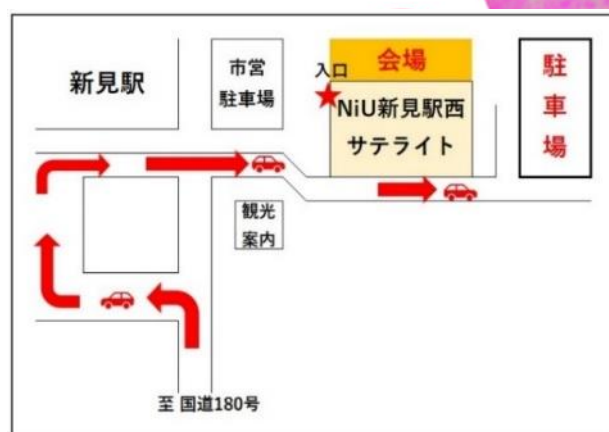 新見駅
市営
駐車場
入口
会場
NiU新見駅西
サテライト
駐
車
場
観光
案内
至 国道180号